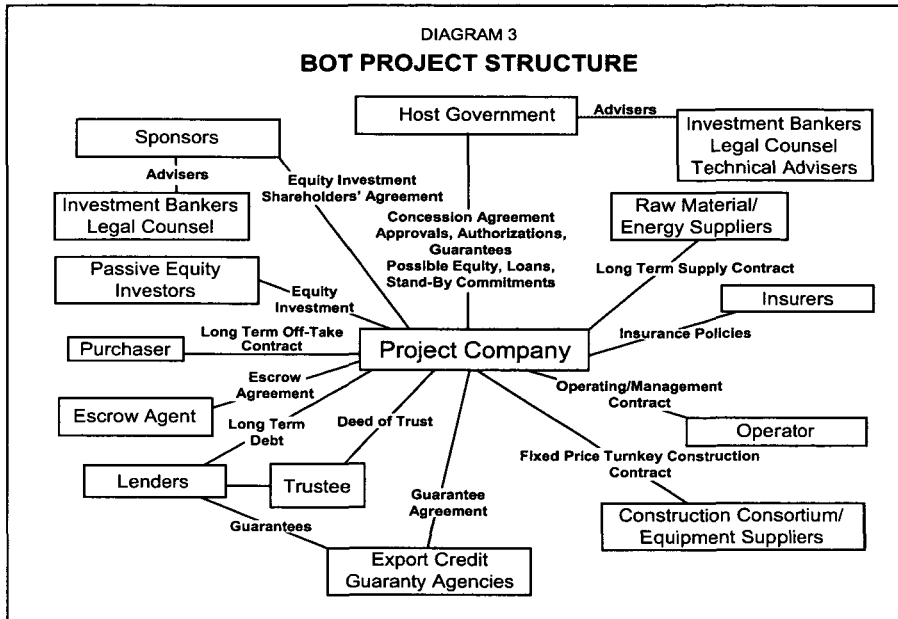 DIAGRAM 3
BOT PROJECT STRUCTURE
Host Government
Advisers
Investment Bankers
Legal Counsel
Technical Advisers
Sponsors
Advisers
Investment Bankers
Legal Counsel
Equity Investment
Shareholders' Agreement
Concession Agreement
Approvals, Authorizations,
Guarantees
Possible Equity, Loans,
Stand-By Commitments
Raw Material/
Energy Suppliers
Long Term Supply Contract
Passive Equity
Investors
Equity
Investment
Insurers
Insurance Policies
Purchaser
Long Term Off-Take
Contract
Project Company
Escrow
Agreement
Escrow Agent
Operating/Management
Contract
Operator
Long Term
Debt
Deed of Trust
Lenders
Trustee
Fixed Price Turnkey Construction
Contract
Construction Consortium/
Equipment Suppliers
Guarantee
Agreement
Guarantees
Export Credit
Guaranty Agencies